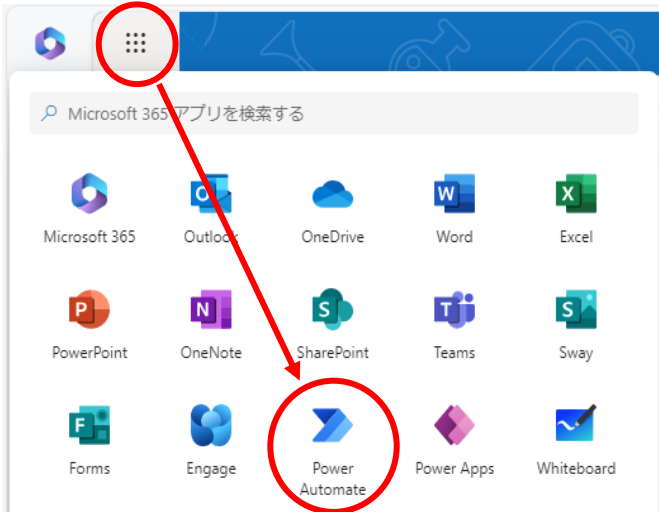 Microsoft 365 アプリを検索する
Microsoft 365
Outlook
OneDrive
Word
Excel
PowerPoint
OneNote
SharePoint
Teams
Sway
Forms
Engage
Power
Automate
Power Apps
Whiteboard